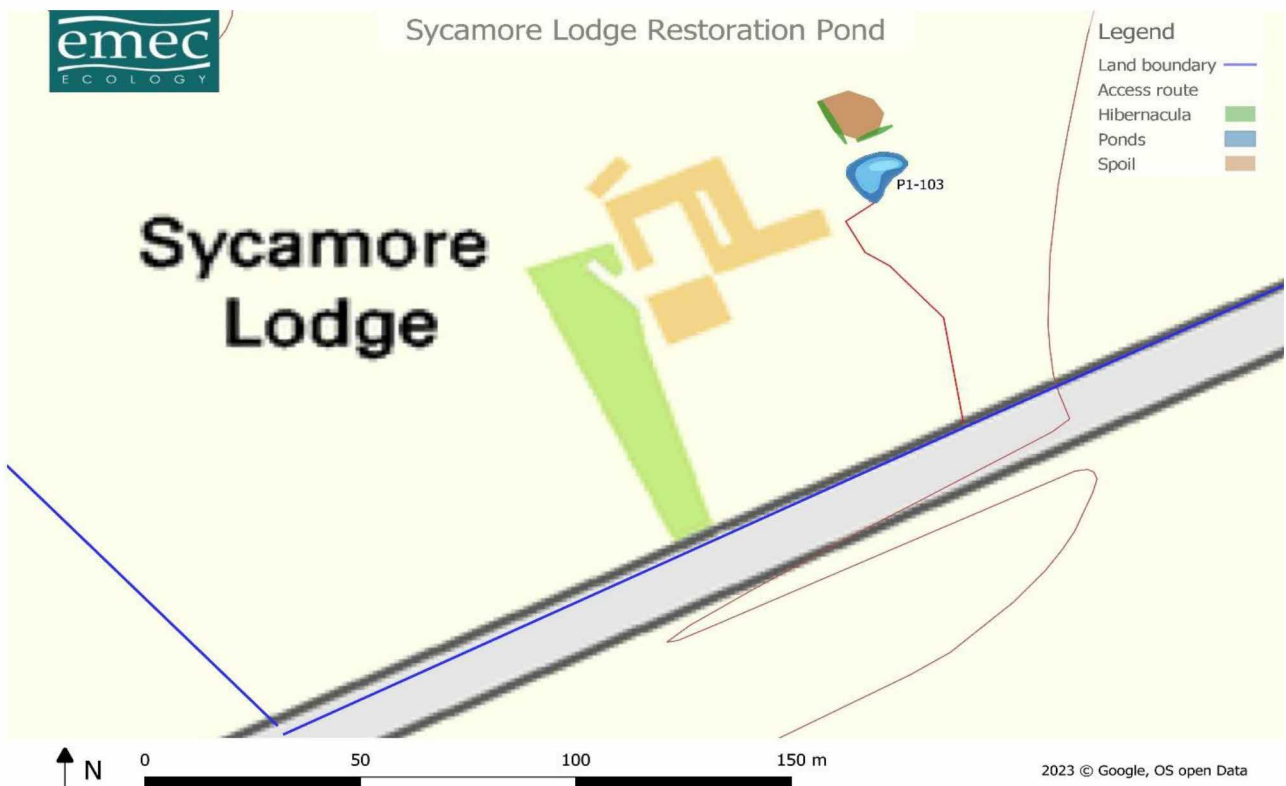 emec
ECOLOGY
Sycamore Lodge Restoration Pond
Legend
Land boundary
Access route
Hibernacula
Ponds
Spoil
P1-103
Sycamore
Lodge
N
0 50 100 150 m
2023 © Google, OS open Data